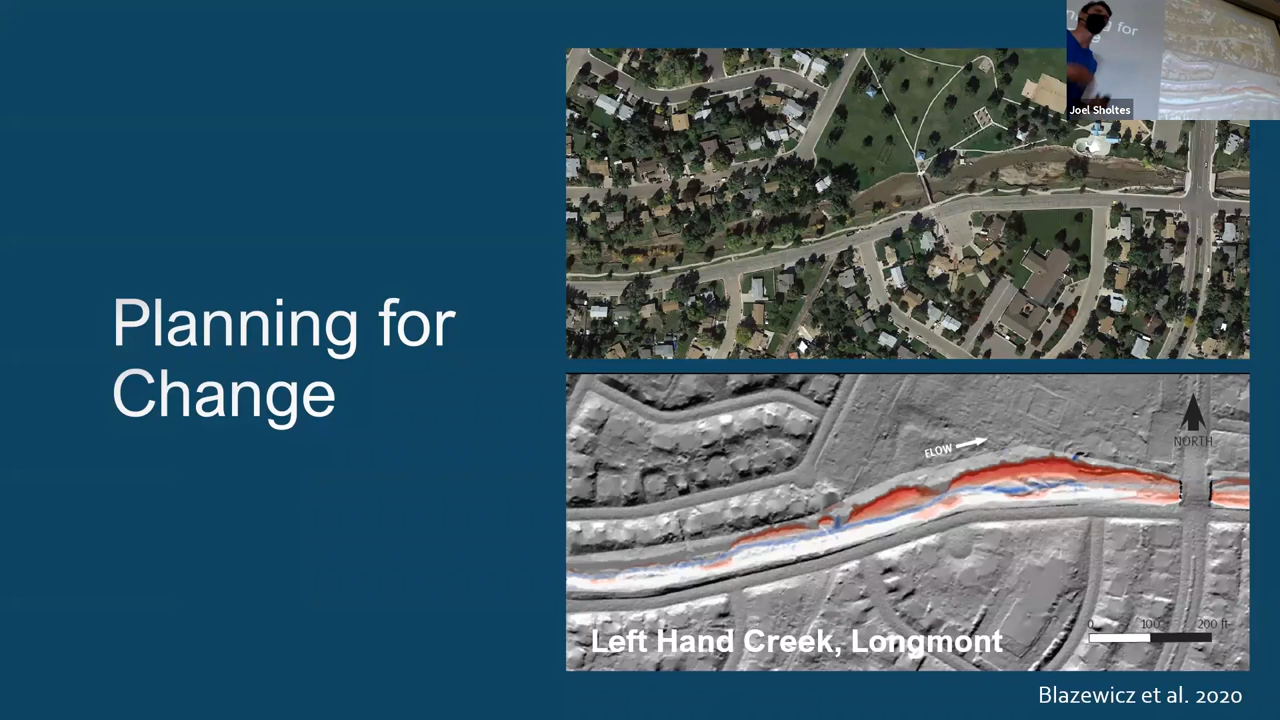 Planning for
Change
for
Joel Sholtes
NORTH
FLOW
0 100 200 ft
Left Hand Creek, Longmont
Blazewicz et al. 2020